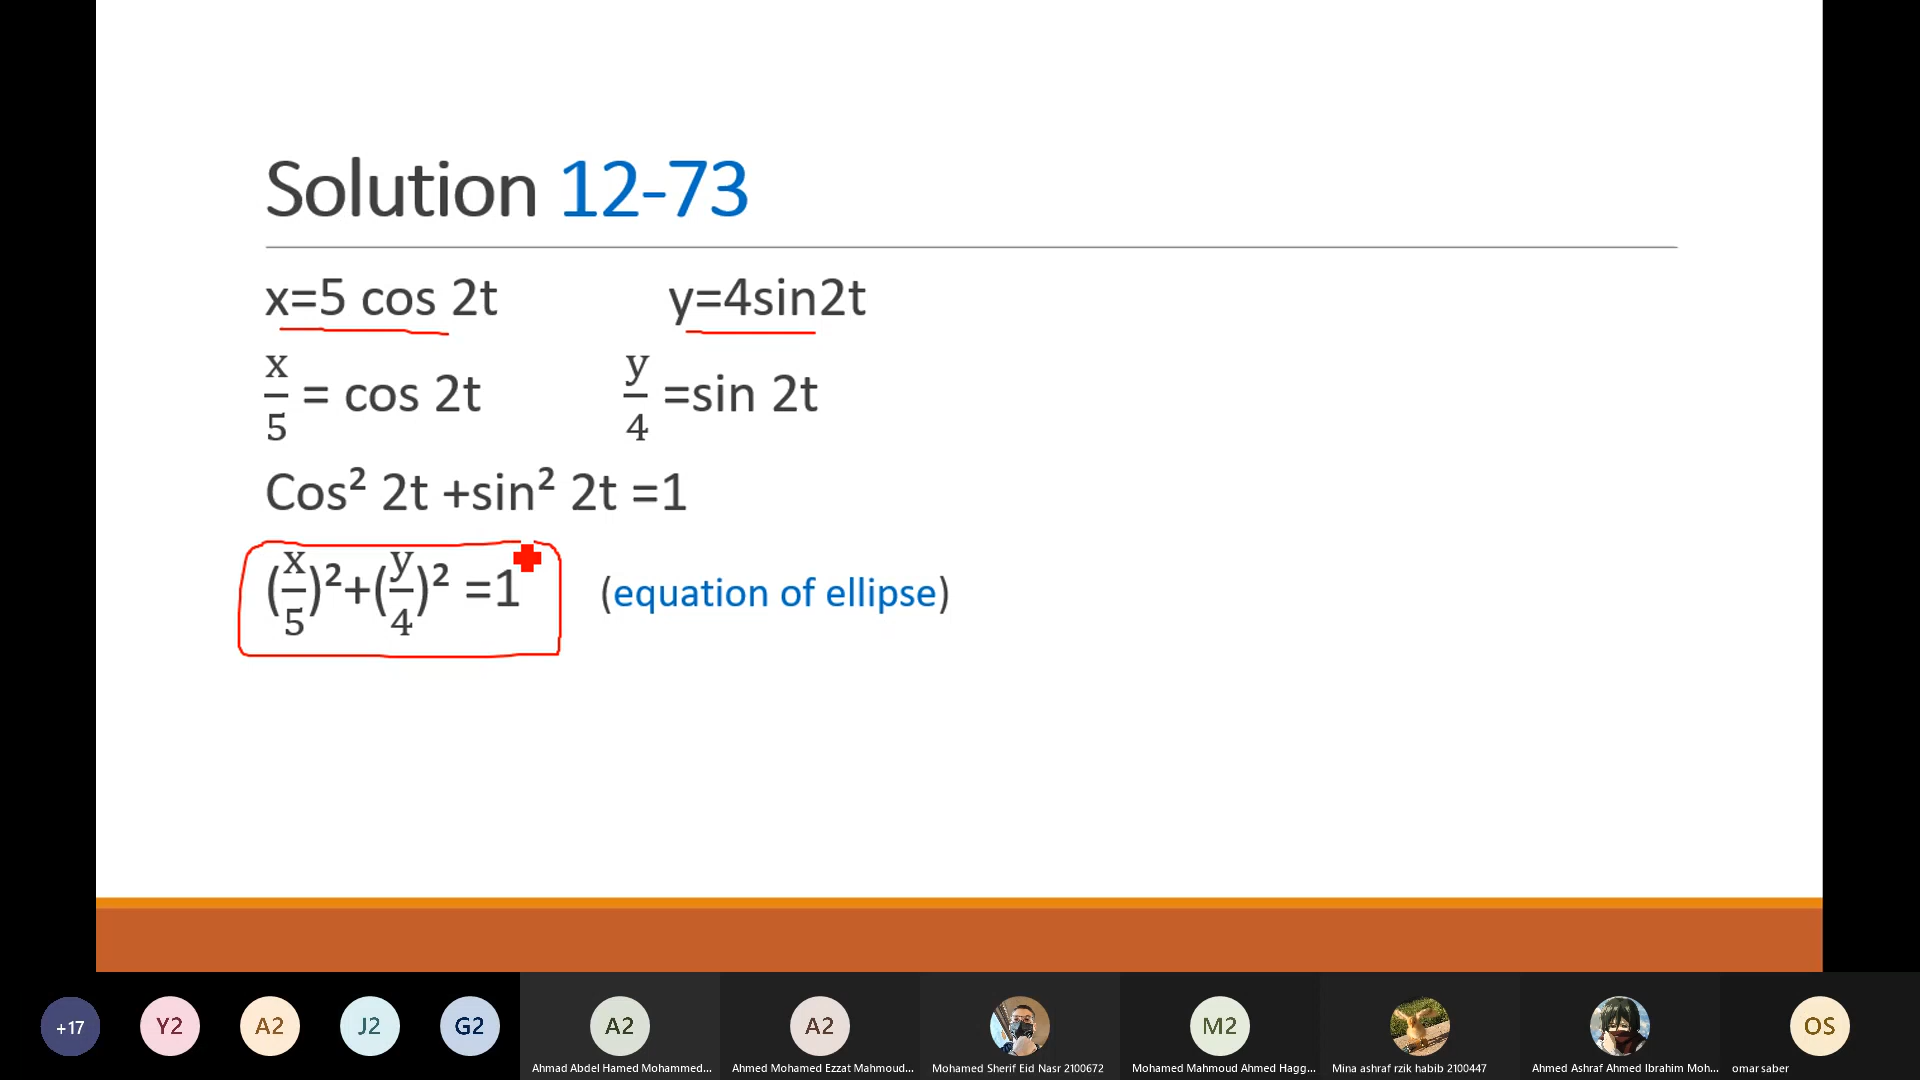 Solution 12-73
x=5 cos 2t y=4sin2t
x/5 = cos 2t y/4 =sin 2t
Cos² 2t +sin² 2t =1
(x/5)²+(y/4)² =1 (equation of ellipse)
+17 Y2 A2 J2 G2 A2 A2 M2 OS
Ahmad Abdel Hamed Mohammed... Ahmed Mohamed Ezzat Mahmoud... Mohamed Sherif Eid Nasr 2100672 Mohamed Mahmoud Ahmed Hagg... Mina ashraf rzik habib 2100447 Ahmed Ashraf Ahmed Ibrahim Moh... omar saber